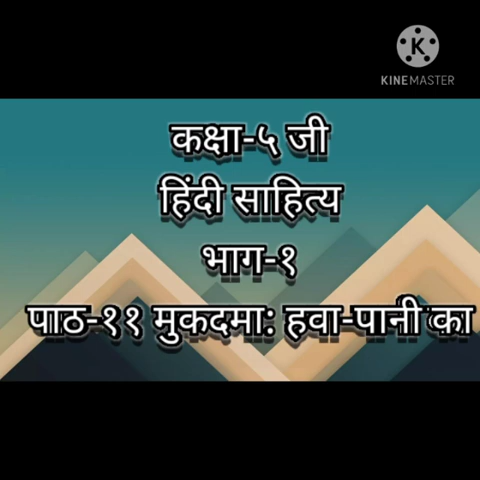 KINEMASTER
कक्षा-५ जी
हिंदी साहित्य
भाग-१
पाठ-११ मुकदमा: हवा-पानी का